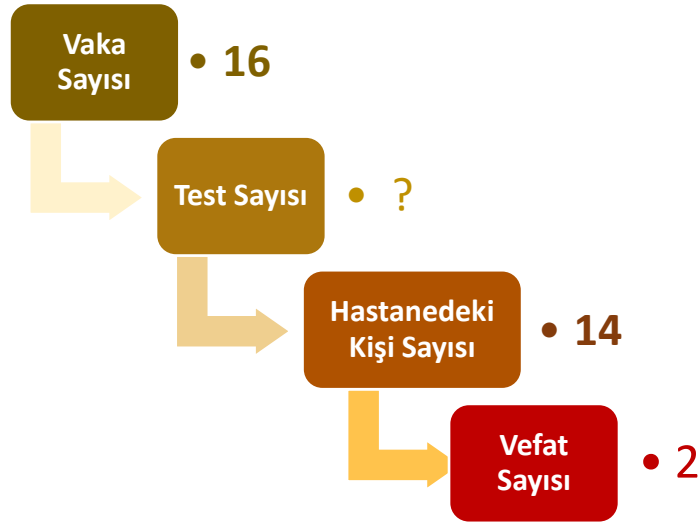 Vaka
Sayısı
• 16
Test Sayısı
• ?
Hastanedeki
Kişi Sayısı
• 14
Vefat
Sayısı
• 2